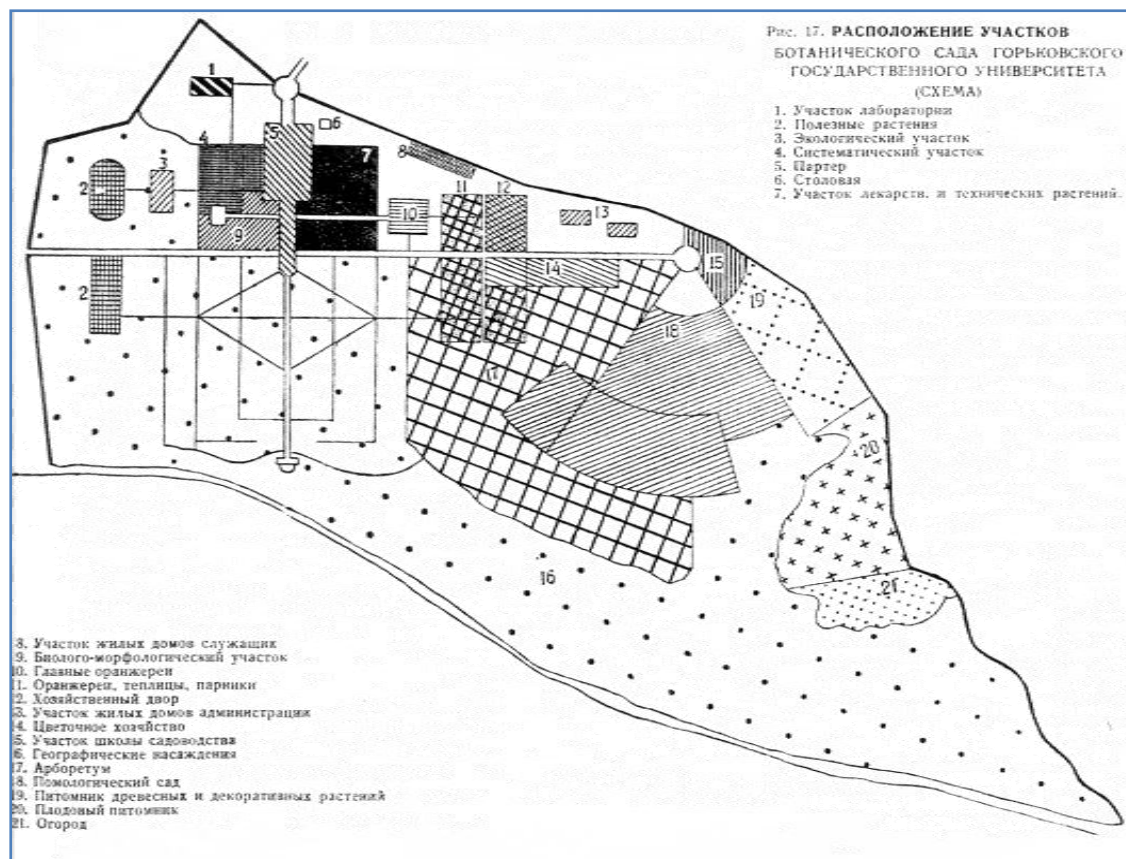 Рис. 17. РАСПОЛОЖЕНИЕ УЧАСТКОВ
БОТАНИЧЕСКОГО САДА ГОРЬКОВСКОГО
ГОСУДАРСТВЕННОГО УНИВЕРСИТЕТА
(СХЕМА)
1. Участок лаборатории
2. Полезные растения
3. Экологический участок
4. Систематический участок
5. Партер
6. Столовая
7. Участок лекарств. и технических растений.
1
5
6
4
7
8
3
2
11
12
10
13
9
15
14
2
19
18
17
20
16
21
8. Участок жилых домов служащих
9. Биолого-морфологический участок
10. Главные оранжереи
11. Оранжереи, теплицы, парники
12. Хозяйственный двор
13. Участок жилых домов администрации
14. Цветочное хозяйство
15. Участок школы садоводства
16. Географические насаждения
17. Арборетум
18. Помологический сад
19. Питомник древесных и декоративных растений
20. Плодовый питомник
21. Огород